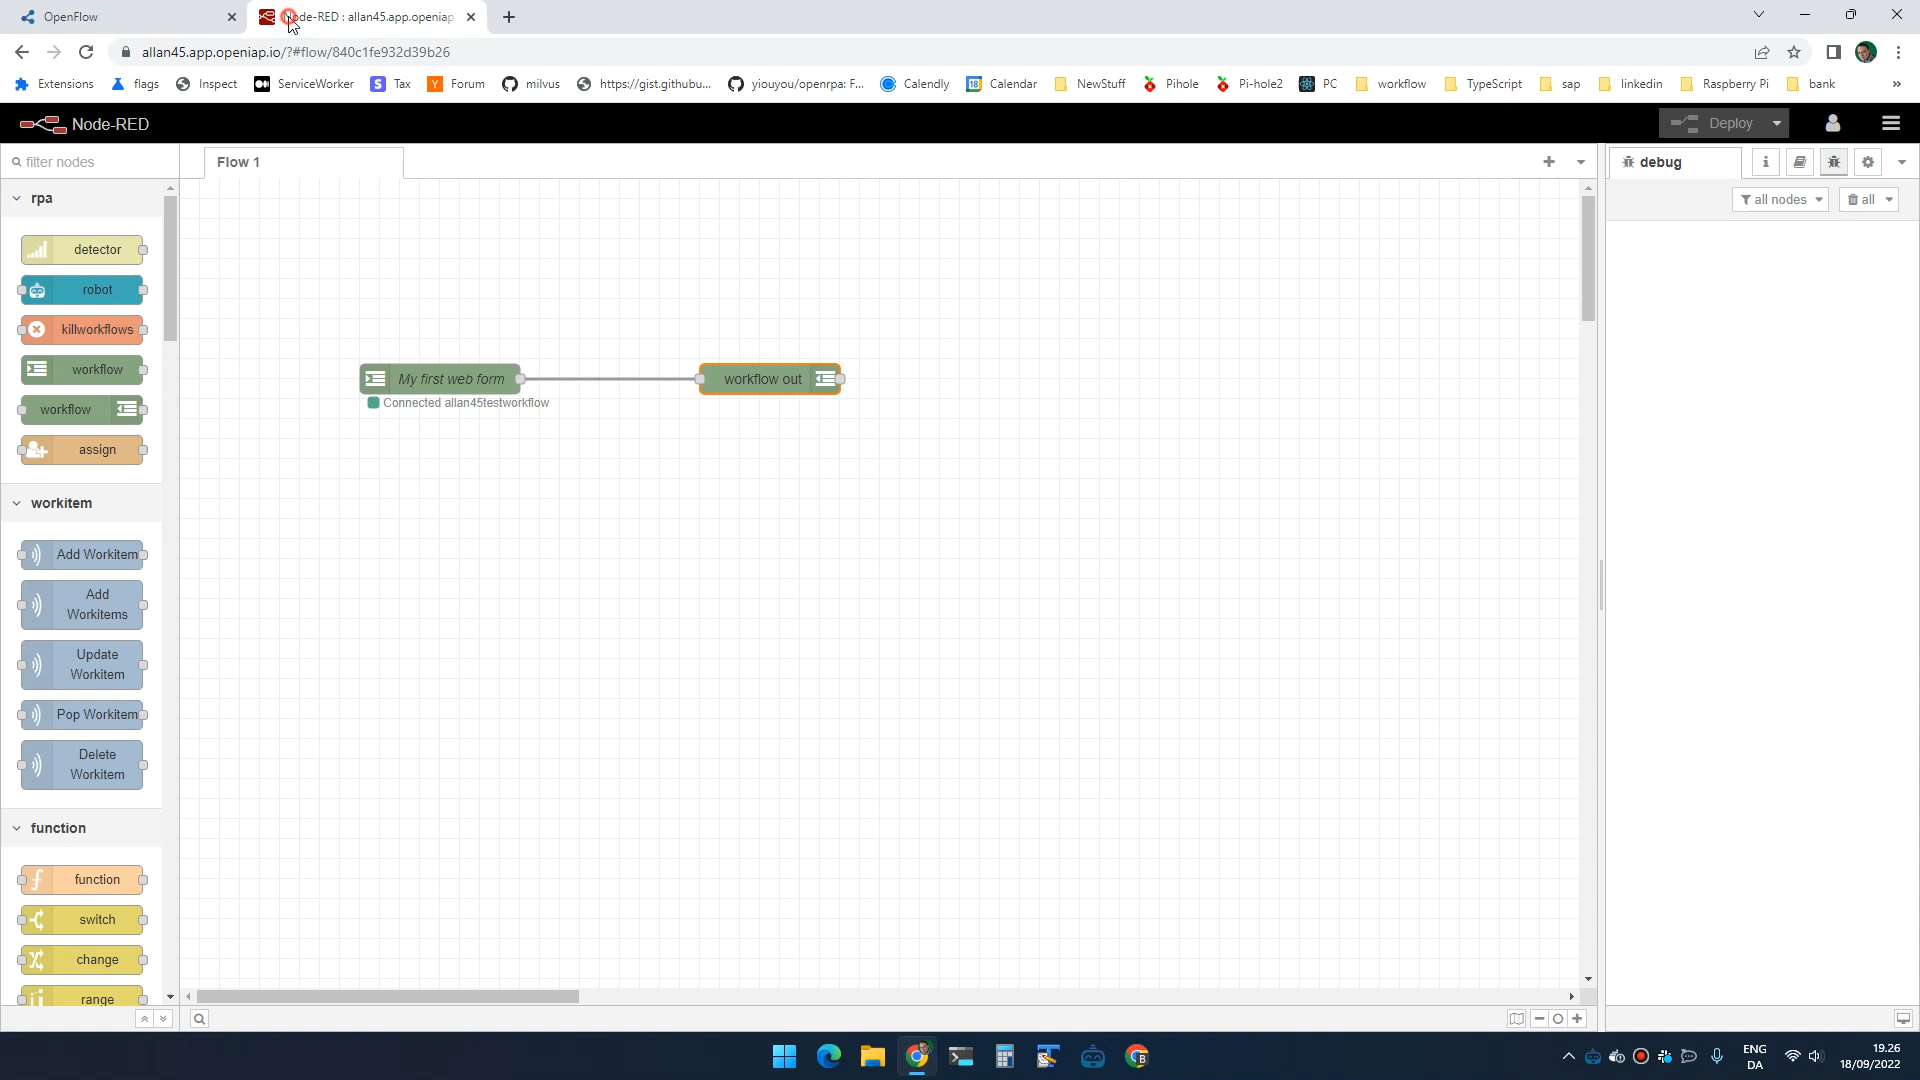 OpenFlow
Node-RED : allan45.app.openiap
allan45.app.openiap.io/?#flow/840c1fe932d39b26
Extensions
flags
Inspect
ServiceWorker
Tax
Forum
milvus
https://gist.githubu...
yiouyou/openrpa: F...
Calendly
Calendar
NewStuff
Pihole
Pi-hole2
PC
workflow
TypeScript
sap
linkedin
Raspberry Pi
bank
»
Node-RED
Deploy
filter nodes
Flow 1
debug
all nodes
all
rpa
detector
robot
killworkflows
workflow
workflow
assign
workitem
Add Workitem
Add
Workitems
Update
Workitem
Pop Workitem
Delete
Workitem
function
function
switch
change
range
My first web form
Connected allan45testworkflow
workflow out
ENG
DA
19.26
18/09/2022